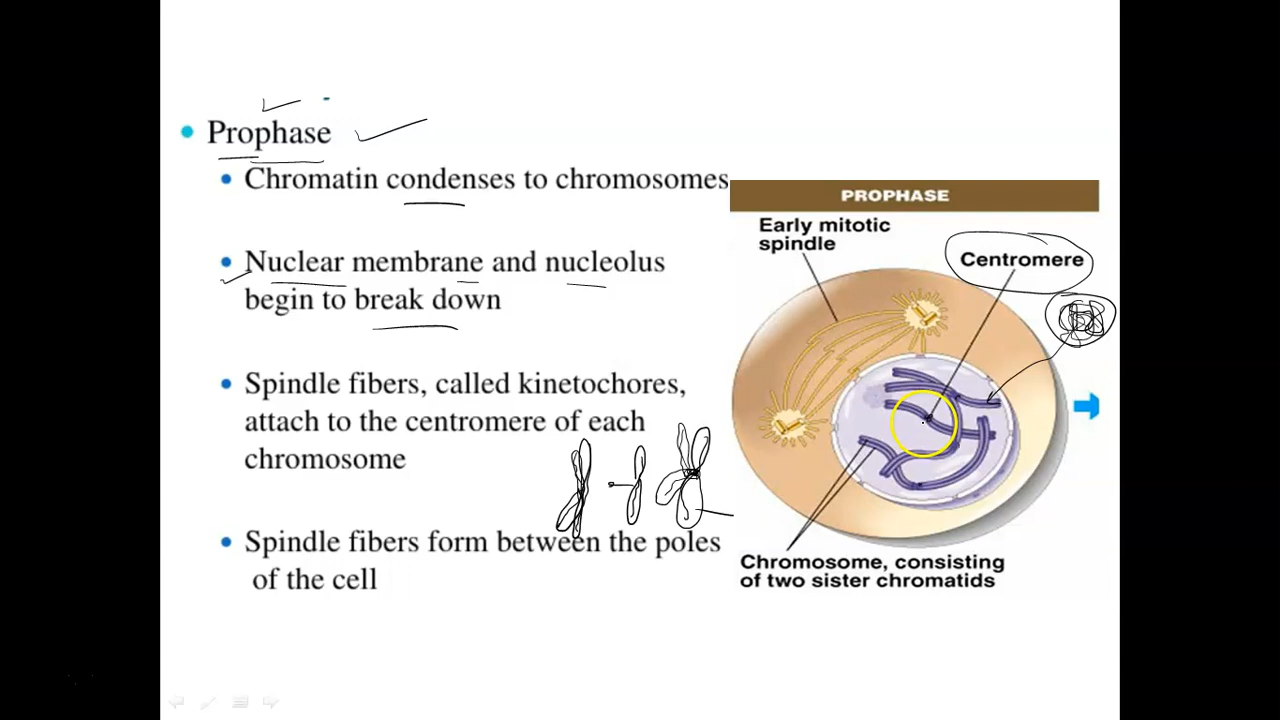 Prophase
Chromatin condenses to chromosomes
Nuclear membrane and nucleolus
begin to break down
Spindle fibers, called kinetochores,
attach to the centromere of each
chromosome
Spindle fibers form between the poles
of the cell
PROPHASE
Early mitotic
spindle
Centromere
Chromosome, consisting
of two sister chromatids